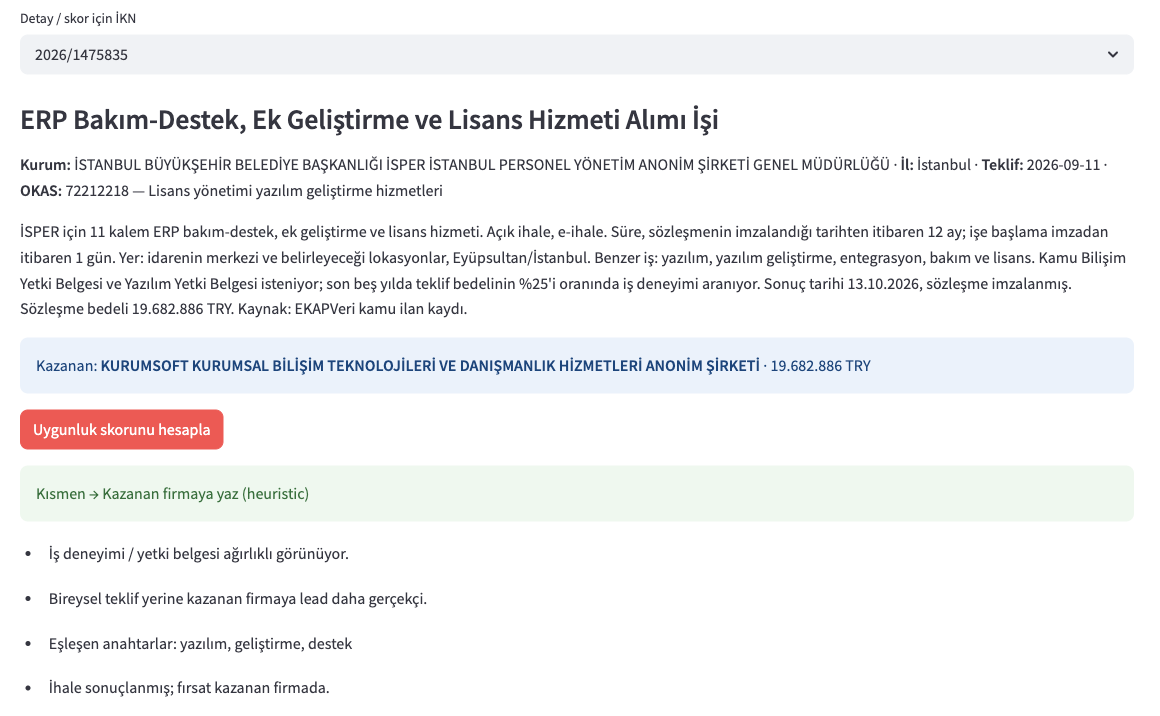 Detay / skor için İKN
2026/1475835
ERP Bakım-Destek, Ek Geliştirme ve Lisans Hizmeti Alımı İşi
Kurum: İSTANBUL BÜYÜKŞEHİR BELEDİYE BAŞKANLIĞI İSPER İSTANBUL PERSONEL YÖNETİM ANONİM ŞİRKETİ GENEL MÜDÜRLÜĞÜ · İl: İstanbul · Teklif: 2026-09-11 ·
OKAS: 72212218 — Lisans yönetimi yazılım geliştirme hizmetleri
İSPER için 11 kalem ERP bakım-destek, ek geliştirme ve lisans hizmeti. Açık ihale, e-ihale. Süre, sözleşmenin imzalandığı tarihten itibaren 12 ay; işe başlama imzadan
itibaren 1 gün. Yer: idarenin merkezi ve belirleyeceği lokasyonlar, Eyüpsultan/İstanbul. Benzer iş: yazılım, yazılım geliştirme, entegrasyon, bakım ve lisans. Kamu Bilişim
Yetki Belgesi ve Yazılım Yetki Belgesi isteniyor; son beş yılda teklif bedelinin %25'i oranında iş deneyimi aranıyor. Sonuç tarihi 13.10.2026, sözleşme imzalanmış.
Sözleşme bedeli 19.682.886 TRY. Kaynak: EKAPVeri kamu ilan kaydı.
Kazanan: KURUMSOFT KURUMSAL BİLİŞİM TEKNOLOJİLERİ VE DANIŞMANLIK HİZMETLERİ ANONİM ŞİRKETİ · 19.682.886 TRY
Uygunluk skorunu hesapla
Kısmen → Kazanan firmaya yaz (heuristic)
• İş deneyimi / yetki belgesi ağırlıklı görünüyor.
• Bireysel teklif yerine kazanan firmaya lead daha gerçekçi.
• Eşleşen anahtarlar: yazılım, geliştirme, destek
• İhale sonuçlanmış; fırsat kazanan firmada.